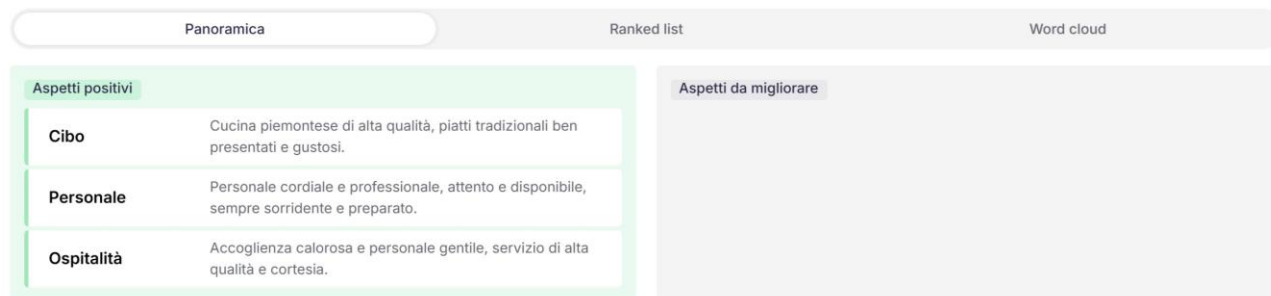 Panoramica
Ranked list
Word cloud
Aspetti positivi
Cibo
Cucina piemontese di alta qualità, piatti tradizionali ben
presentati e gustosi.
Personale
Personale cordiale e professionale, attento e disponibile,
sempre sorridente e preparato.
Ospitalità
Accoglienza calorosa e personale gentile, servizio di alta
qualità e cortesia.
Aspetti da migliorare